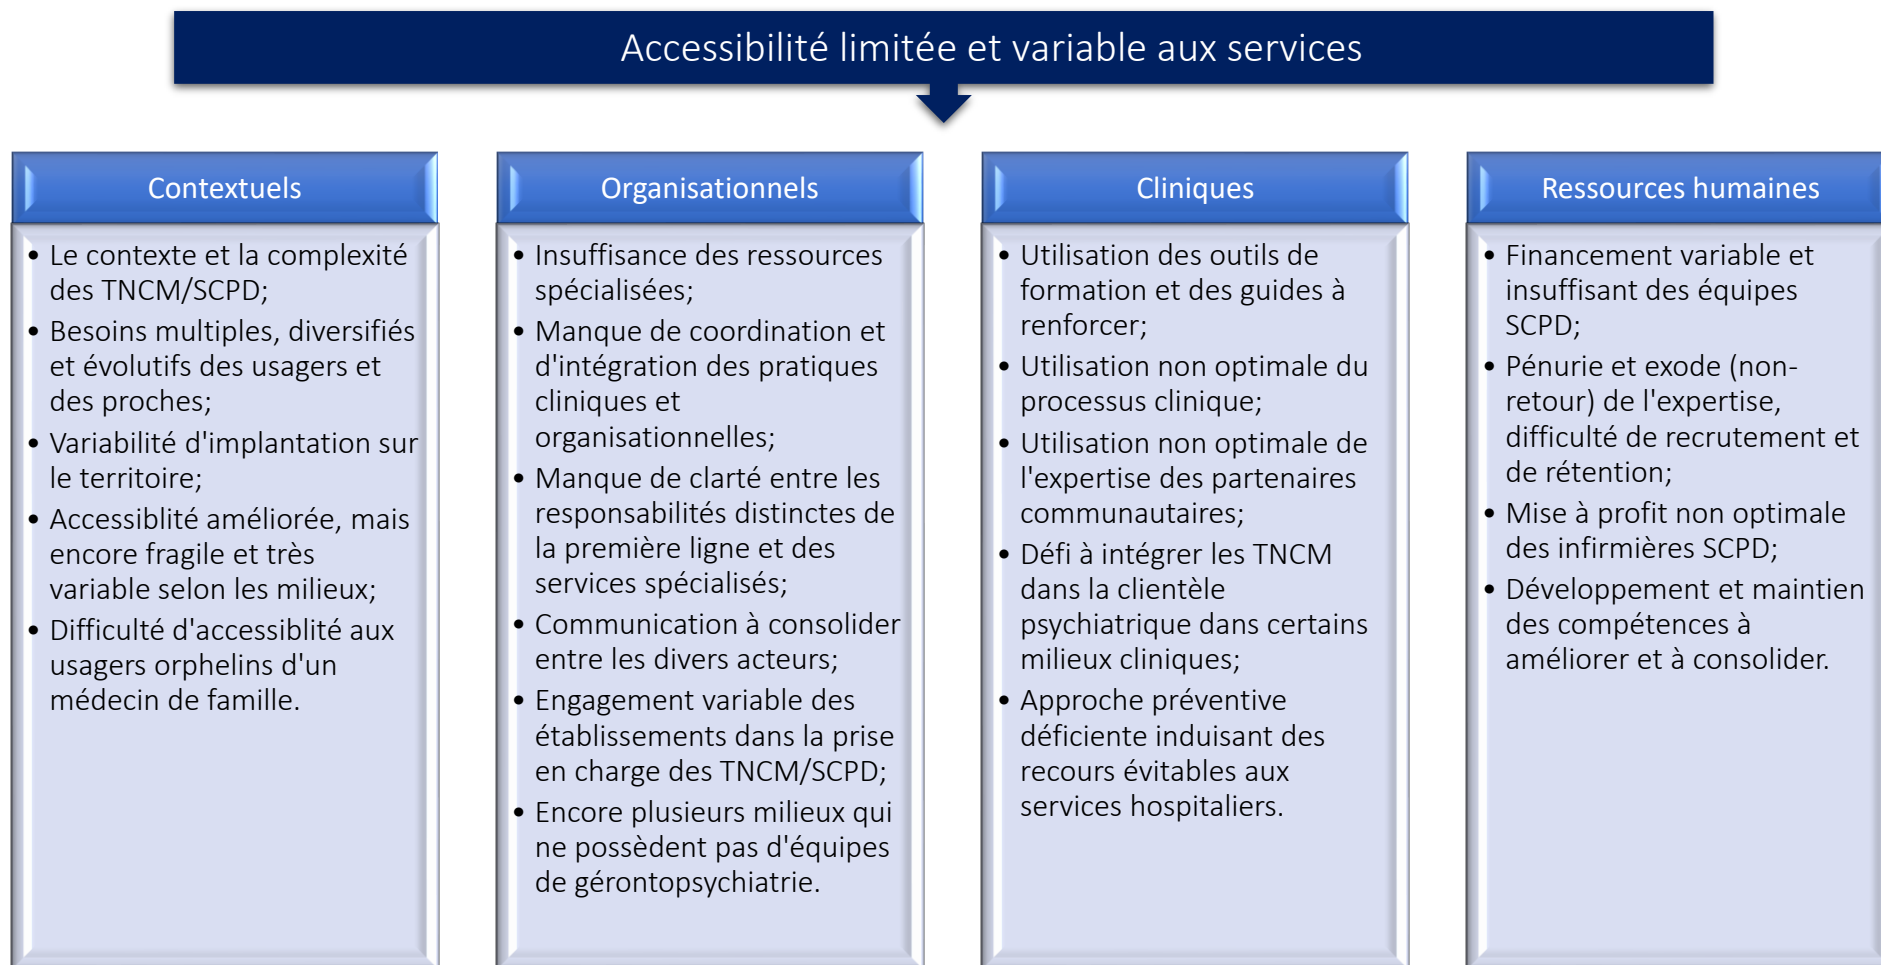 Accessibilité limitée et variable aux services
Contextuels
• Le contexte et la complexité
des TNCM/SCPD;
• Besoins multiples, diversifiés
et évolutifs des usagers et
des proches;
• Variabilité d'implantation sur
le territoire;
• Accessiblité améliorée, mais
encore fragile et très
variable selon les milieux;
• Difficulté d'accessiblité aux
usagers orphelins d'un
médecin de famille.
Organisationnels
• Insuffisance des ressources
spécialisées;
• Manque de coordination et
d'intégration des pratiques
cliniques et
organisationnelles;
• Manque de clarté entre les
responsabilités distinctes de
la première ligne et des
services spécialisés;
• Communication à consolider
entre les divers acteurs;
• Engagement variable des
établissements dans la prise
en charge des TNCM/SCPD;
• Encore plusieurs milieux qui
ne possèdent pas d'équipes
de gérontopsychiatrie.
Cliniques
• Utilisation des outils de
formation et des guides à
renforcer;
• Utilisation non optimale du
processus clinique;
• Utilisation non optimale de
l'expertise des partenaires
communautaires;
• Défi à intégrer les TNCM
dans la clientèle
psychiatrique dans certains
milieux cliniques;
• Approche préventive
déficiente induisant des
recours évitables aux
services hospitaliers.
Ressources humaines
• Financement variable et
insuffisant des équipes
SCPD;
• Pénurie et exode (non-
retour) de l'expertise,
difficulté de recrutement et
de rétention;
• Mise à profit non optimale
des infirmières SCPD;
• Développement et maintien
des compétences à
améliorer et à consolider.